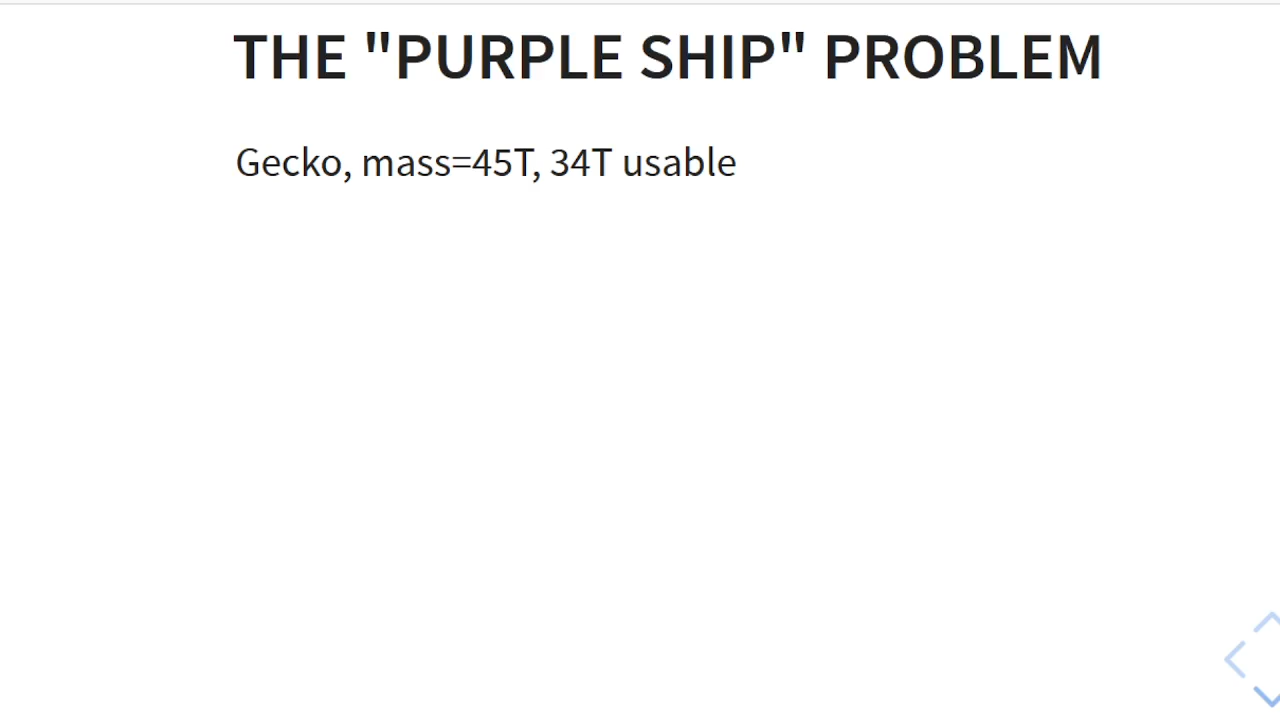 THE "PURPLE SHIP" PROBLEM
Gecko, mass=45T, 34T usable